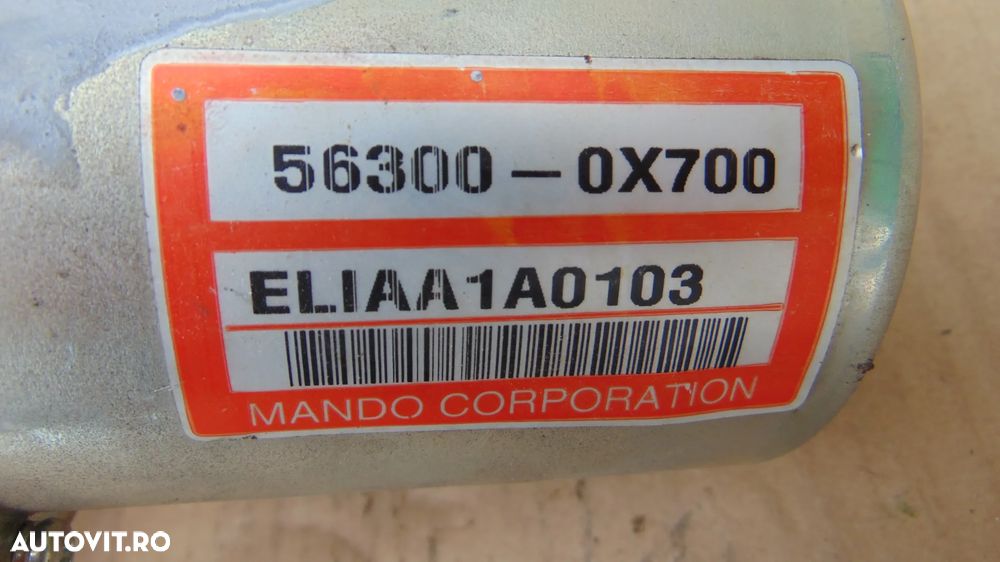 56300-0X700
ELIAA1A0103
MANDO CORPORATION
AUTOVIT.RO